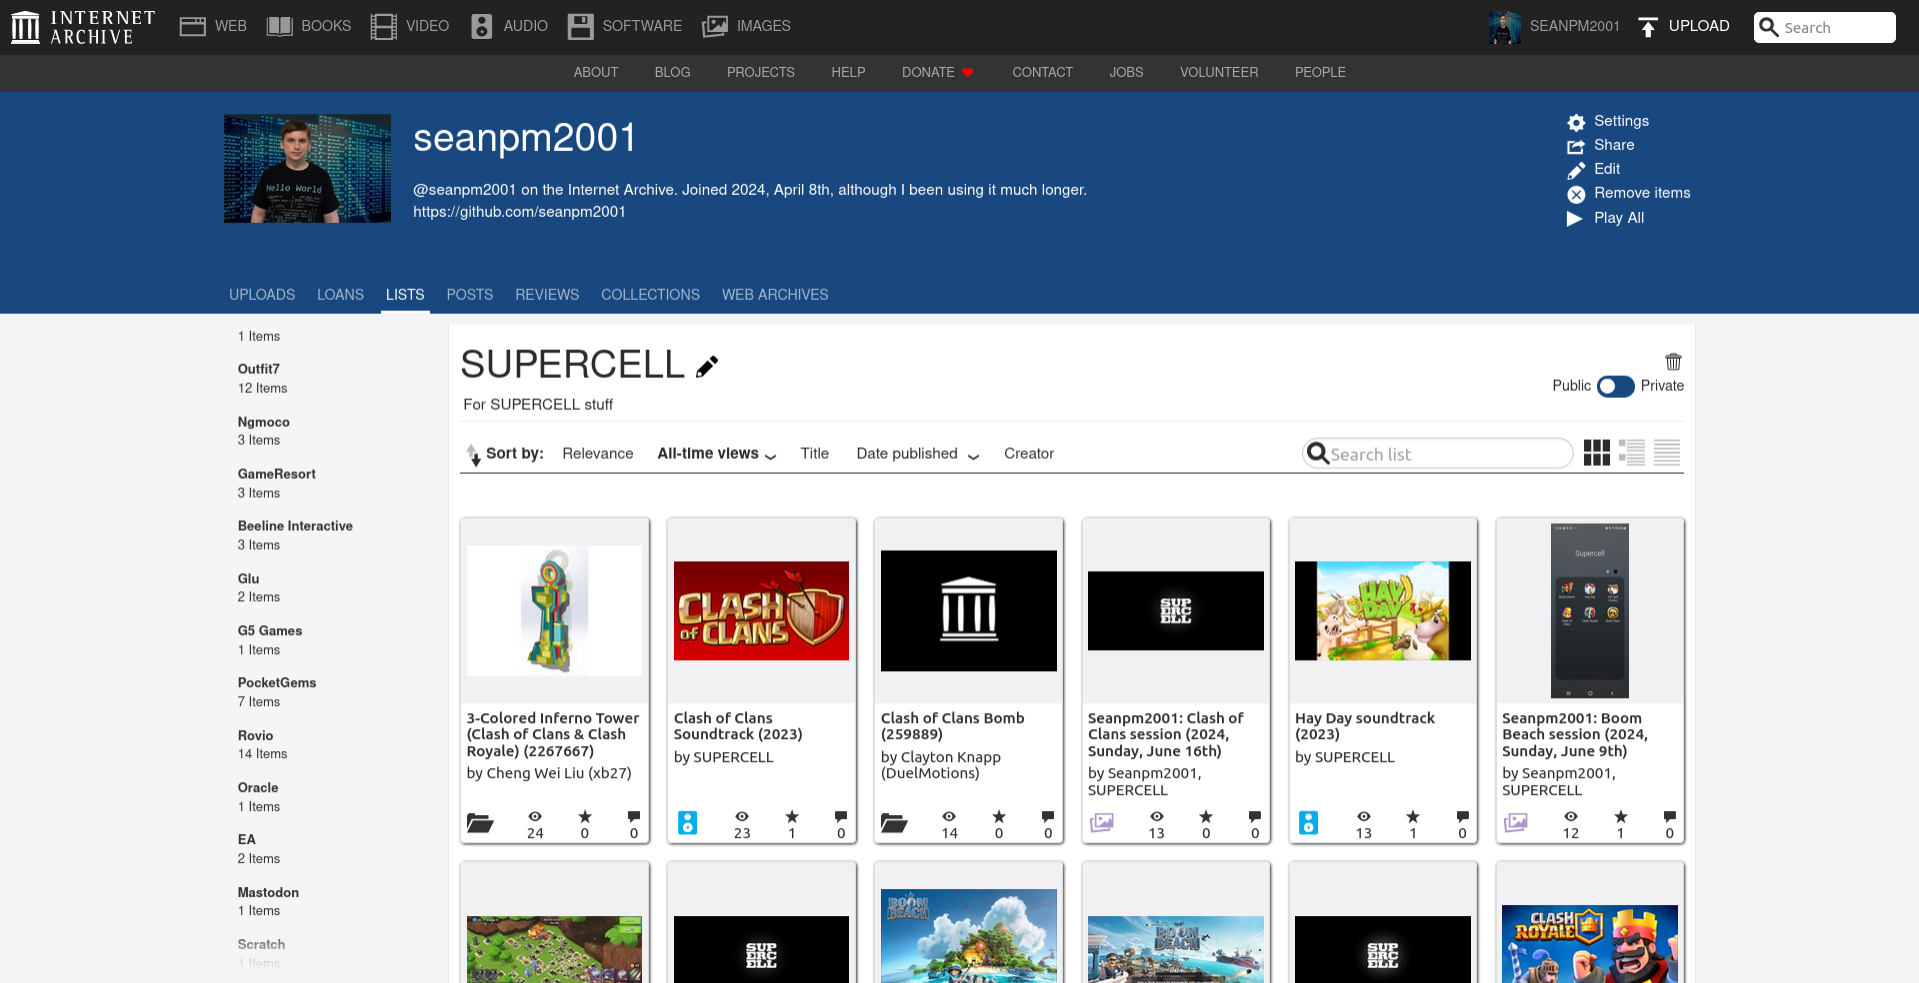 INTERNET ARCHIVE
WEB BOOKS VIDEO AUDIO SOFTWARE IMAGES
SEANPM2001 UPLOAD Search
ABOUT BLOG PROJECTS HELP DONATE CONTACT JOBS VOLUNTEER PEOPLE
Hello World
seanpm2001
@seanpm2001 on the Internet Archive. Joined 2024, April 8th, although I been using it much longer.
https://github.com/seanpm2001
Settings
Share
Edit
Remove items
Play All
UPLOADS LOANS LISTS POSTS REVIEWS COLLECTIONS WEB ARCHIVES
1 Items
Outfit7
12 Items
Ngmoco
3 Items
GameResort
3 Items
Beeline Interactive
3 Items
Glu
2 Items
G5 Games
1 Items
PocketGems
7 Items
Rovio
14 Items
Oracle
1 Items
EA
2 Items
Mastodon
1 Items
Scratch
1 Items
SUPERCELL
For SUPERCELL stuff
Public Private
Sort by: Relevance All-time views Title Date published Creator
Search list
3-Colored Inferno Tower
(Clash of Clans & Clash
Royale) (2267667)
by Cheng Wei Liu (xb27)
24 0 0
CLASH
OF CLANS
Clash of Clans
Soundtrack (2023)
by SUPERCELL
23 1 0
Clash of Clans Bomb
(259889)
by Clayton Knapp
(DuelMotions)
14 0 0
SUP
ERC
ELL
Seanpm2001: Clash of
Clans session (2024,
Sunday, June 16th)
by Seanpm2001,
SUPERCELL
13 0 0
HAY
DAY
Hay Day soundtrack
(2023)
by SUPERCELL
13 1 0
Supercell
Seanpm2001: Boom
Beach session (2024,
Sunday, June 9th)
by Seanpm2001,
SUPERCELL
12 1 0
SUP
ERC
ELL
BOOM
BEACH
BOOM
BEACH
SUP
ERC
ELL
CLASH
ROYALE